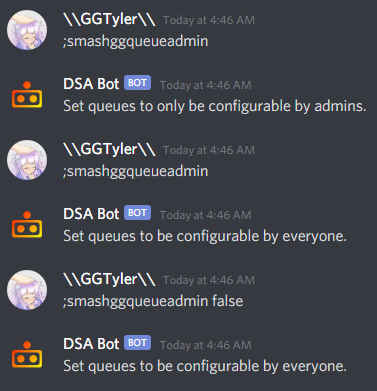 \\GGTyler\\ Today at 4:46 AM
;smashggqueueadmin
DSA Bot BOT Today at 4:46 AM
Set queues to only be configurable by admins.
\\GGTyler\\ Today at 4:46 AM
;smashggqueueadmin
DSA Bot BOT Today at 4:46 AM
Set queues to be configurable by everyone.
\\GGTyler\\ Today at 4:46 AM
;smashggqueueadmin false
DSA Bot BOT Today at 4:46 AM
Set queues to be configurable by everyone.